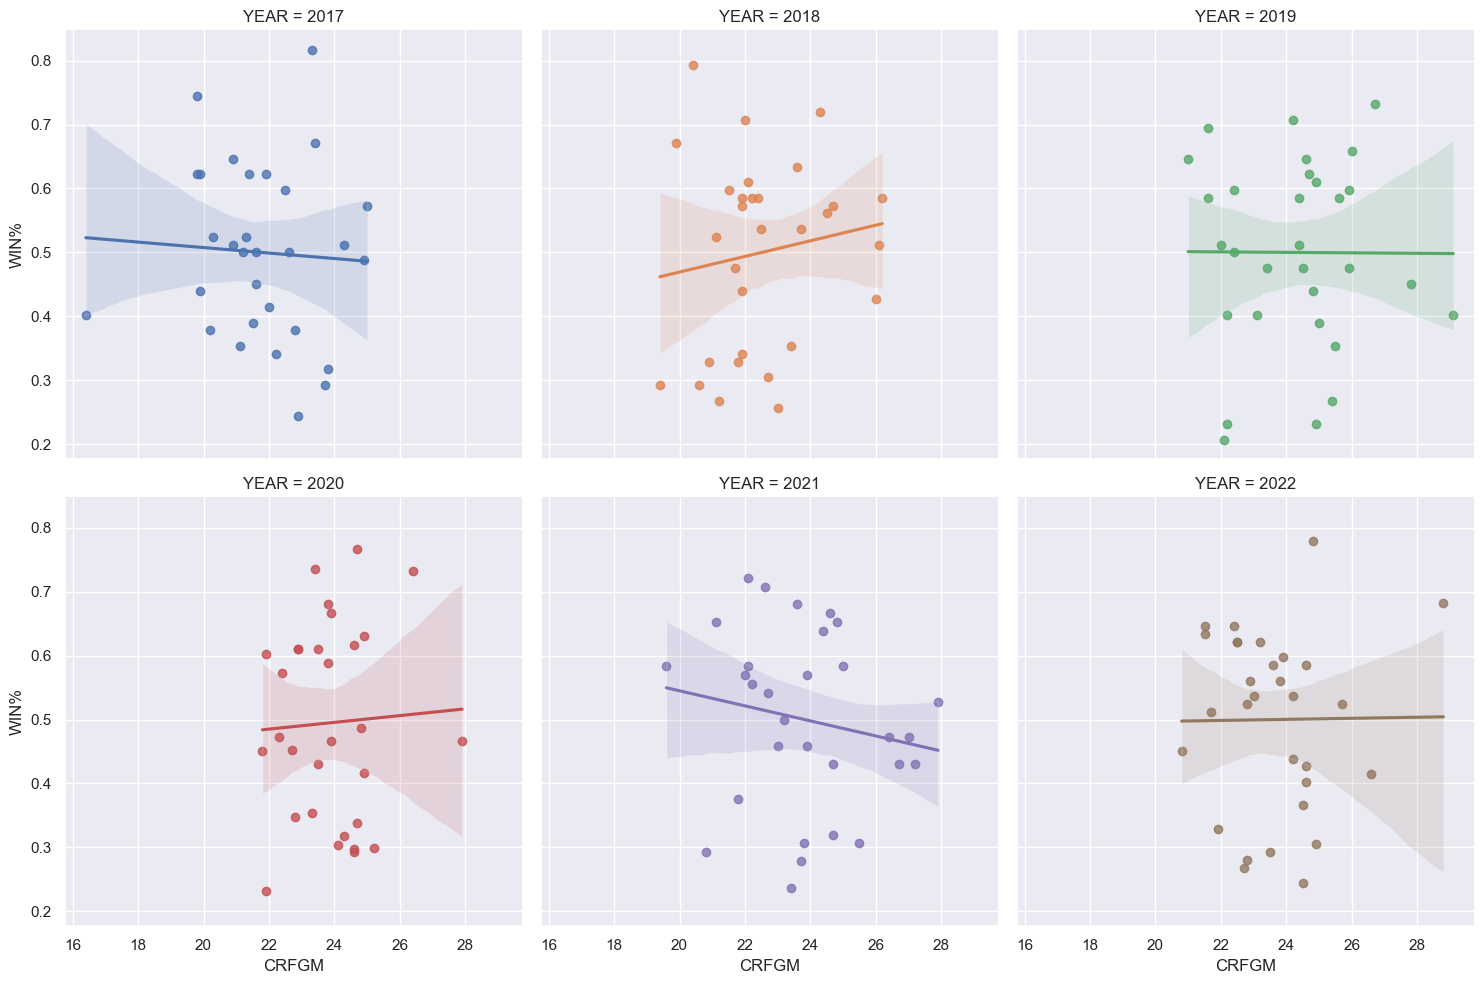 YEAR = 2017
YEAR = 2018
YEAR = 2019
WIN%
0.8
0.7
0.6
0.5
0.4
0.3
0.2
YEAR = 2020
YEAR = 2021
YEAR = 2022
WIN%
0.8
0.7
0.6
0.5
0.4
0.3
0.2
16 18 20 22 24 26 28
16 18 20 22 24 26 28
16 18 20 22 24 26 28
CRFGM
CRFGM
CRFGM